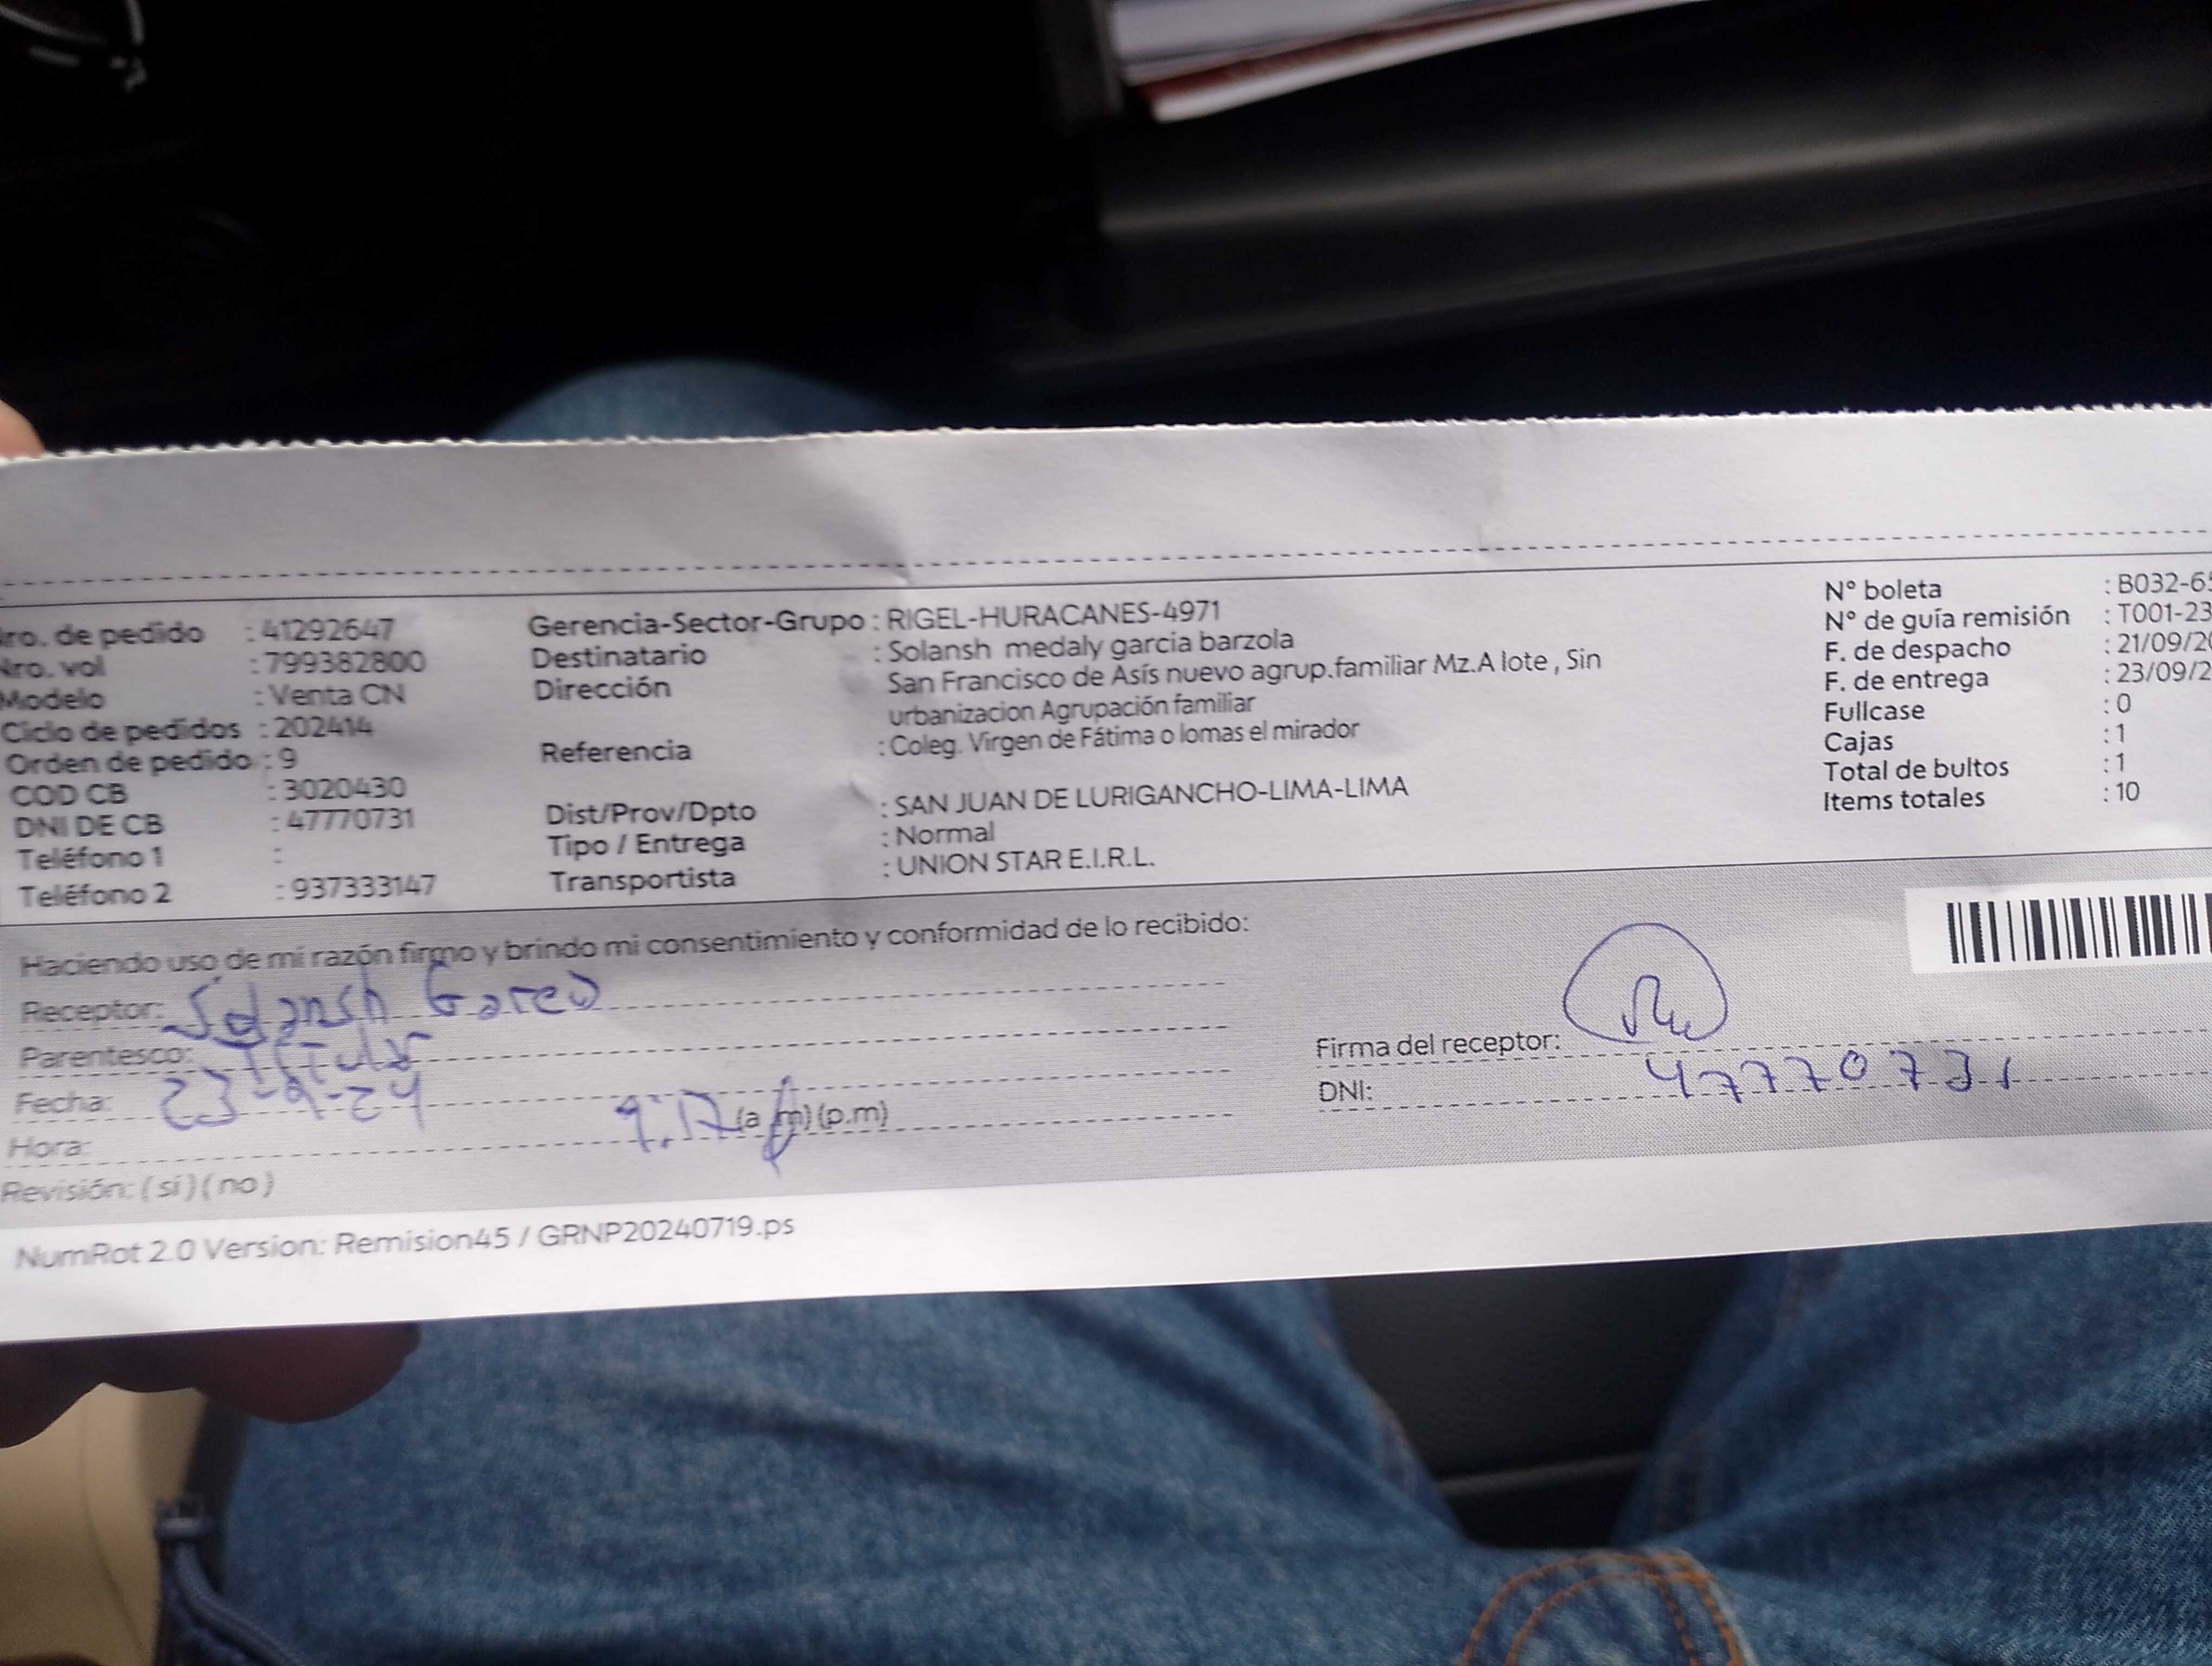 Nro. de pedido : 41292647
Nro. vol : 799382800
Modelo : Venta CN
Ciclo de pedidos : 202414
Orden de pedido : 9
COD CB : 3020430
DNI DE CB : 47770731
Teléfono 1 :
Teléfono 2 : 937333147
Gerencia-Sector-Grupo : RIGEL-HURACANES-4971
Destinatario : Solansh medaly garcia barzola
Dirección San Francisco de Asís nuevo agrup.familiar Mz.A lote , Sin
urbanizacion Agrupación familiar
Referencia : Coleg. Virgen de Fátima o lomas el mirador
Dist/Prov/Dpto : SAN JUAN DE LURIGANCHO-LIMA-LIMA
Tipo / Entrega : Normal
Transportista : UNION STAR E.I.R.L.
N° boleta : B032-65
N° de guía remisión : T001-23
F. de despacho : 21/09/20
F. de entrega : 23/09/2
Fullcase : 0
Cajas : 1
Total de bultos : 1
Items totales : 10
Haciendo uso de mi razón firmo y brindo mi consentimiento y conformidad de lo recibido:
Receptor: Solansh Garcia
Parentesco: Titular
Fecha: 23-9-24
Hora: (a.m) (p.m)
Revisión: ( si ) ( no )
Firma del receptor:
DNI: 47770731
NumRot 2.0 Version: Remision45 / GRNP20240719.ps